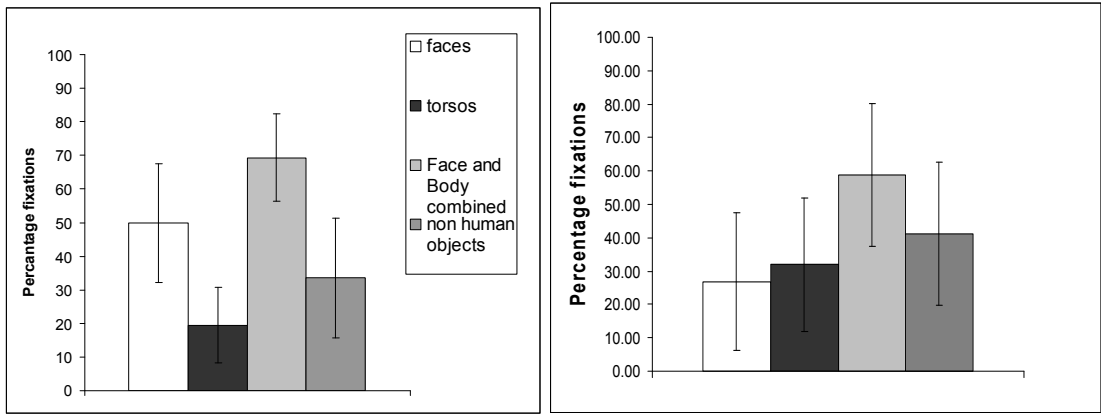 100
90
80
70
60
50
40
30
20
10
0
Percantage fixations
faces
torsos
Face and
Body
combined
non human
objects
100.00
90.00
80.00
70.00
60.00
50.00
40.00
30.00
20.00
10.00
0.00
Percentage fixations